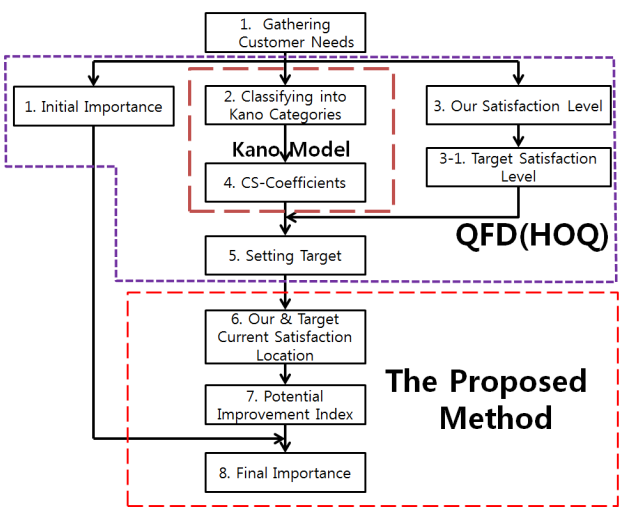 1. Gathering
Customer Needs
1. Initial Importance
2. Classifying into
Kano Categories
3. Our Satisfaction Level
Kano Model
3-1. Target Satisfaction
Level
4. CS-Coefficients
QFD(HOQ)
5. Setting Target
6. Our & Target
Current Satisfaction
Location
The Proposed
Method
7. Potential
Improvement Index
8. Final Importance